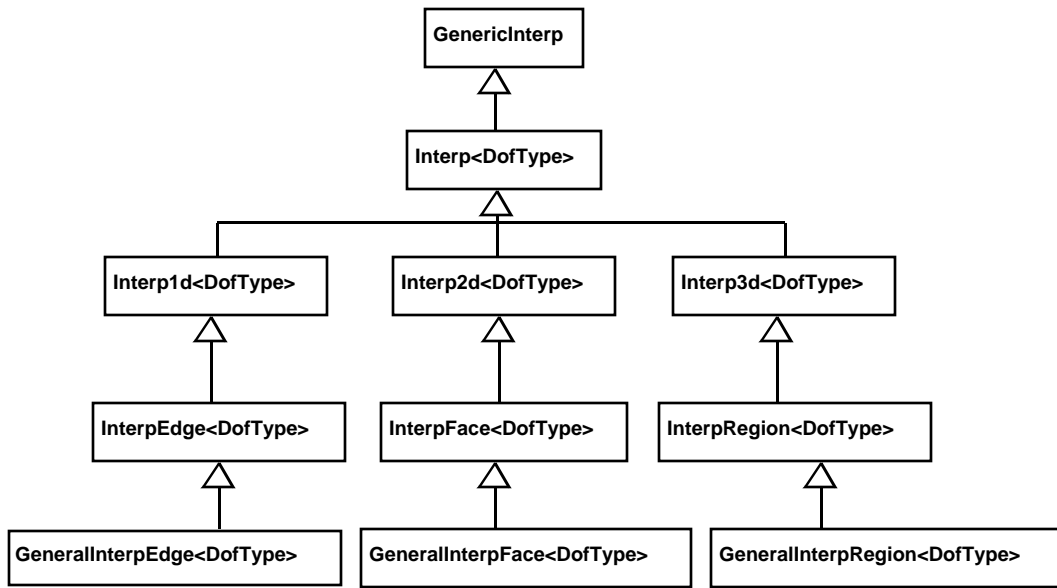 GenericInterp
Interp<DofType>
Interp1d<DofType>
Interp2d<DofType>
Interp3d<DofType>
InterpEdge<DofType>
InterpFace<DofType>
InterpRegion<DofType>
GeneralInterpEdge<DofType>
GeneralInterpFace<DofType>
GeneralInterpRegion<DofType>